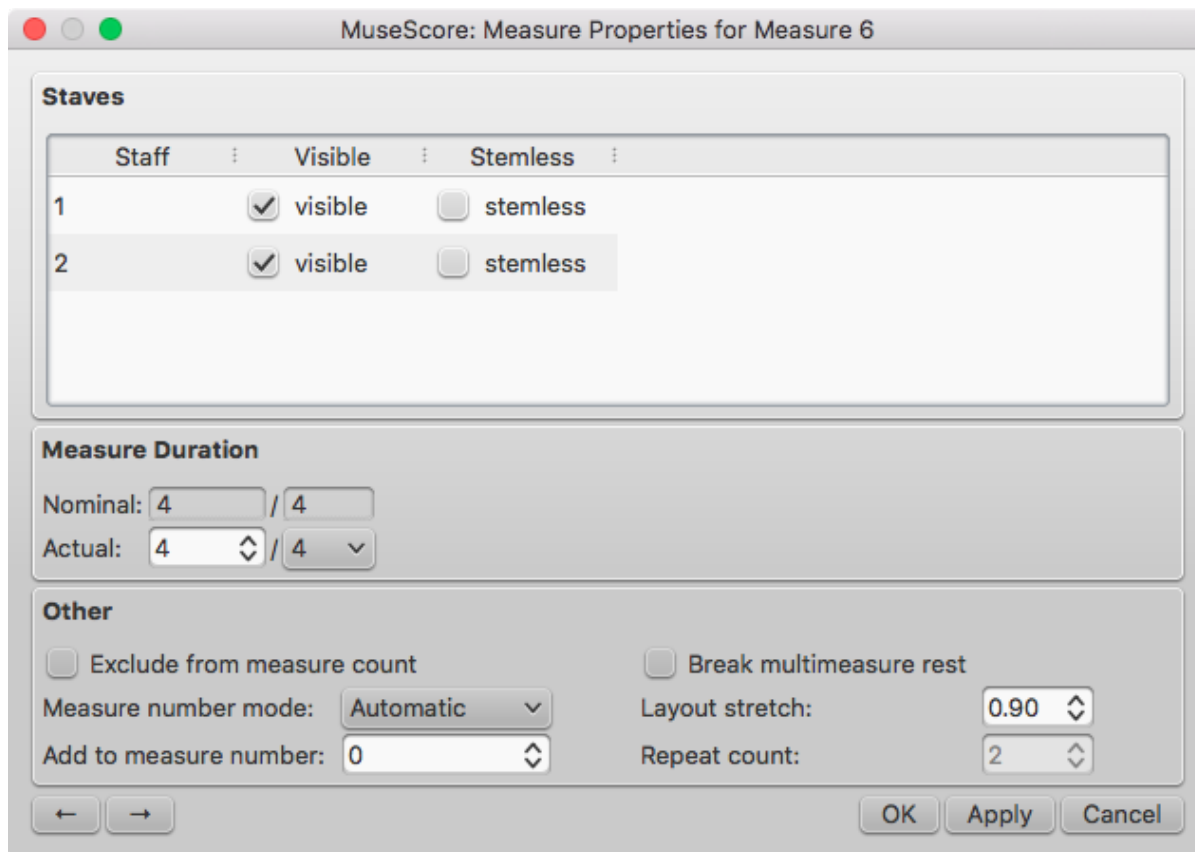 MuseScore: Measure Properties for Measure 6
Staves
Staff Visible Stemless
1 visible stemless
2 visible stemless
Measure Duration
Nominal: 4 / 4
Actual: 4 / 4
Other
Exclude from measure count Break multimeasure rest
Measure number mode: Automatic Layout stretch: 0.90
Add to measure number: 0 Repeat count: 2
← → OK Apply Cancel